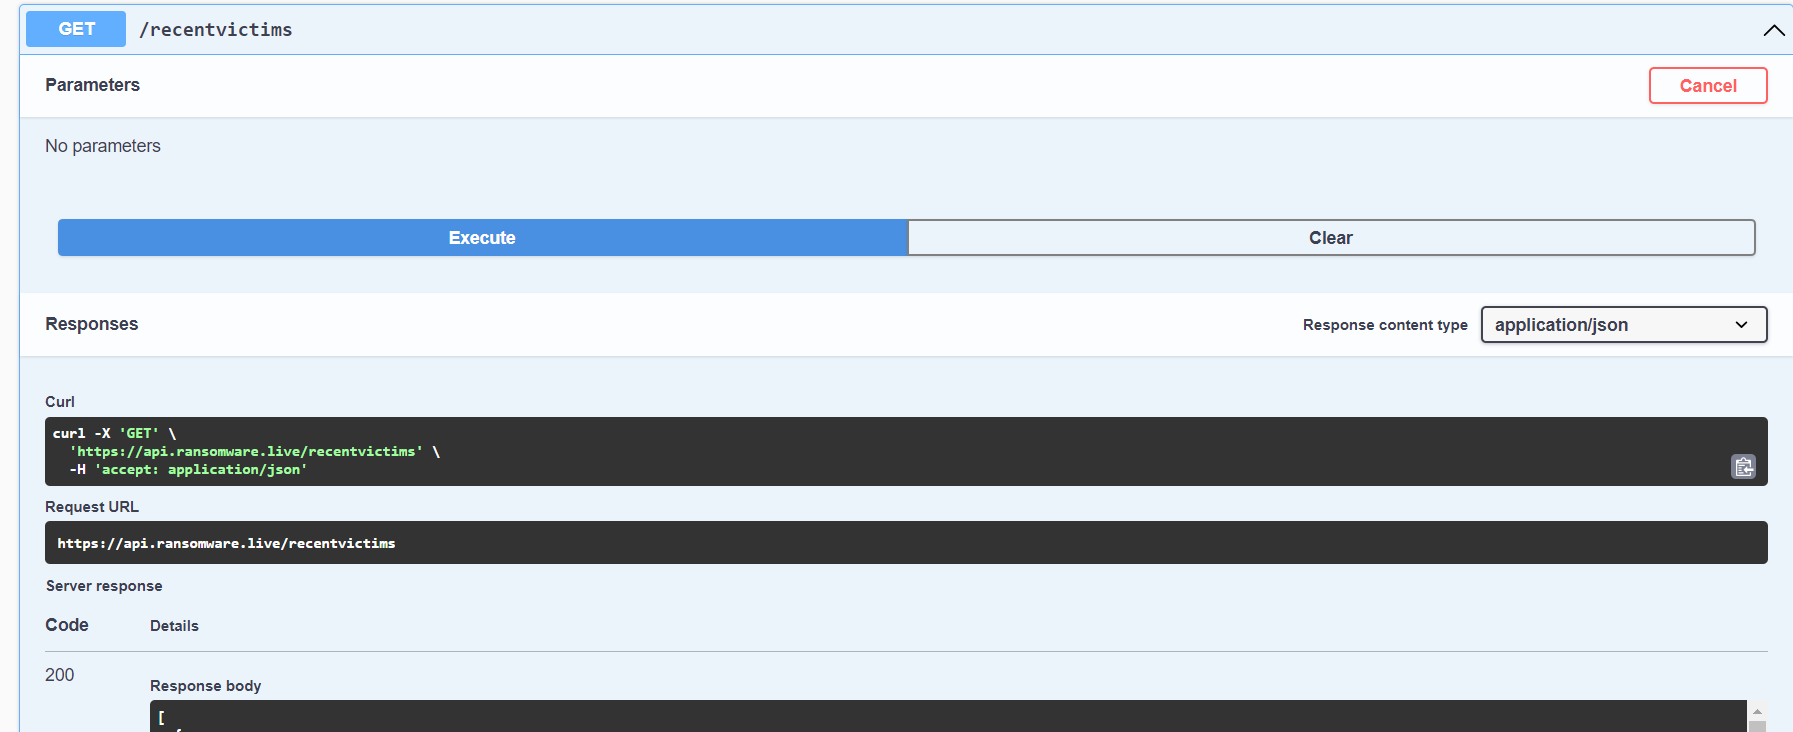 GET /recentvictims
Parameters
Cancel
No parameters
Execute
Clear
Responses
Response content type
application/json
Curl
curl -X 'GET' \
  'https://api.ransomware.live/recentvictims' \
  -H 'accept: application/json'
Request URL
https://api.ransomware.live/recentvictims
Server response
Code
Details
200
Response body
[